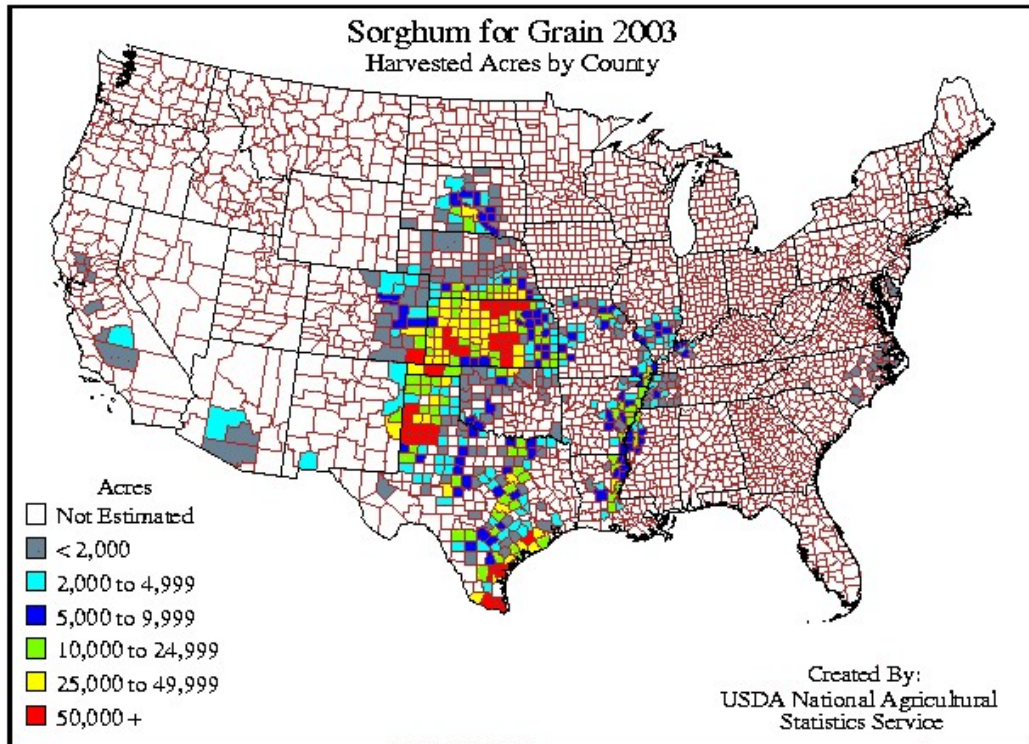 Sorghum for Grain 2003
Harvested Acres by County
Acres
Not Estimated
< 2,000
2,000 to 4,999
5,000 to 9,999
10,000 to 24,999
25,000 to 49,999
50,000 +
Created By:
USDA National Agricultural
Statistics Service